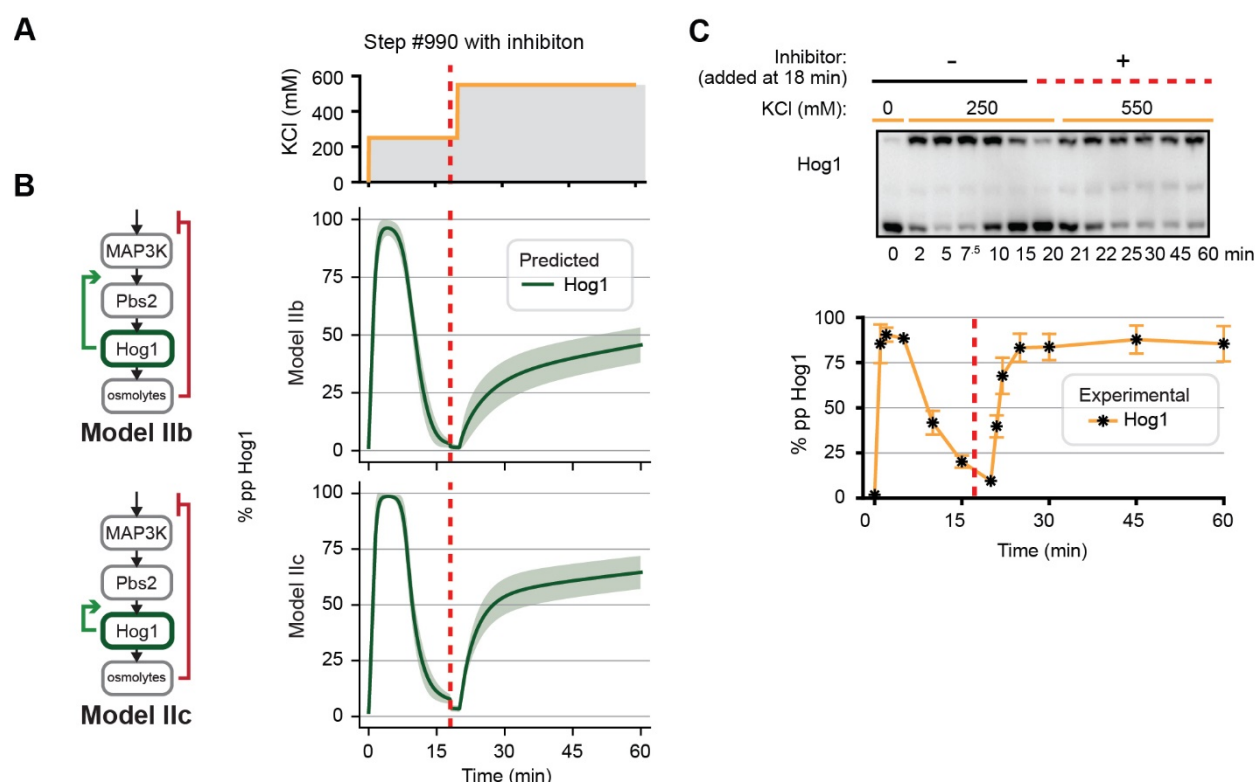 A
Step #990 with inhibiton
KCl (mM)
600
400
200
0
B
MAP3K
Pbs2
Hog1
osmolytes
Model IIb
MAP3K
Pbs2
Hog1
osmolytes
Model IIc
% pp Hog1
Model IIb
100
75
50
25
0
Predicted
Hog1
Model IIc
100
75
50
25
0
0 15 30 45 60
Time (min)
C
Inhibitor: - +
(added at 18 min)
KCl (mM): 0 250 550
Hog1
0 2 5 7.5 10 15 20 21 22 25 30 45 60 min
% pp Hog1
100
75
50
25
0
Experimental
Hog1
0 15 30 45 60
Time (min)